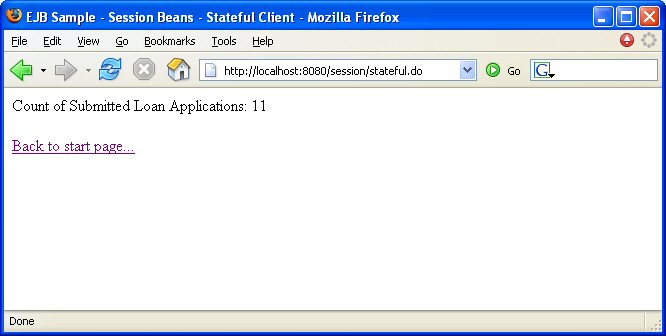 EJB Sample - Session Beans - Stateful Client - Mozilla Firefox
File Edit View Go Bookmarks Tools Help
http://localhost:8080/session/stateful.do Go G
Count of Submitted Loan Applications: 11
Back to start page...
Done